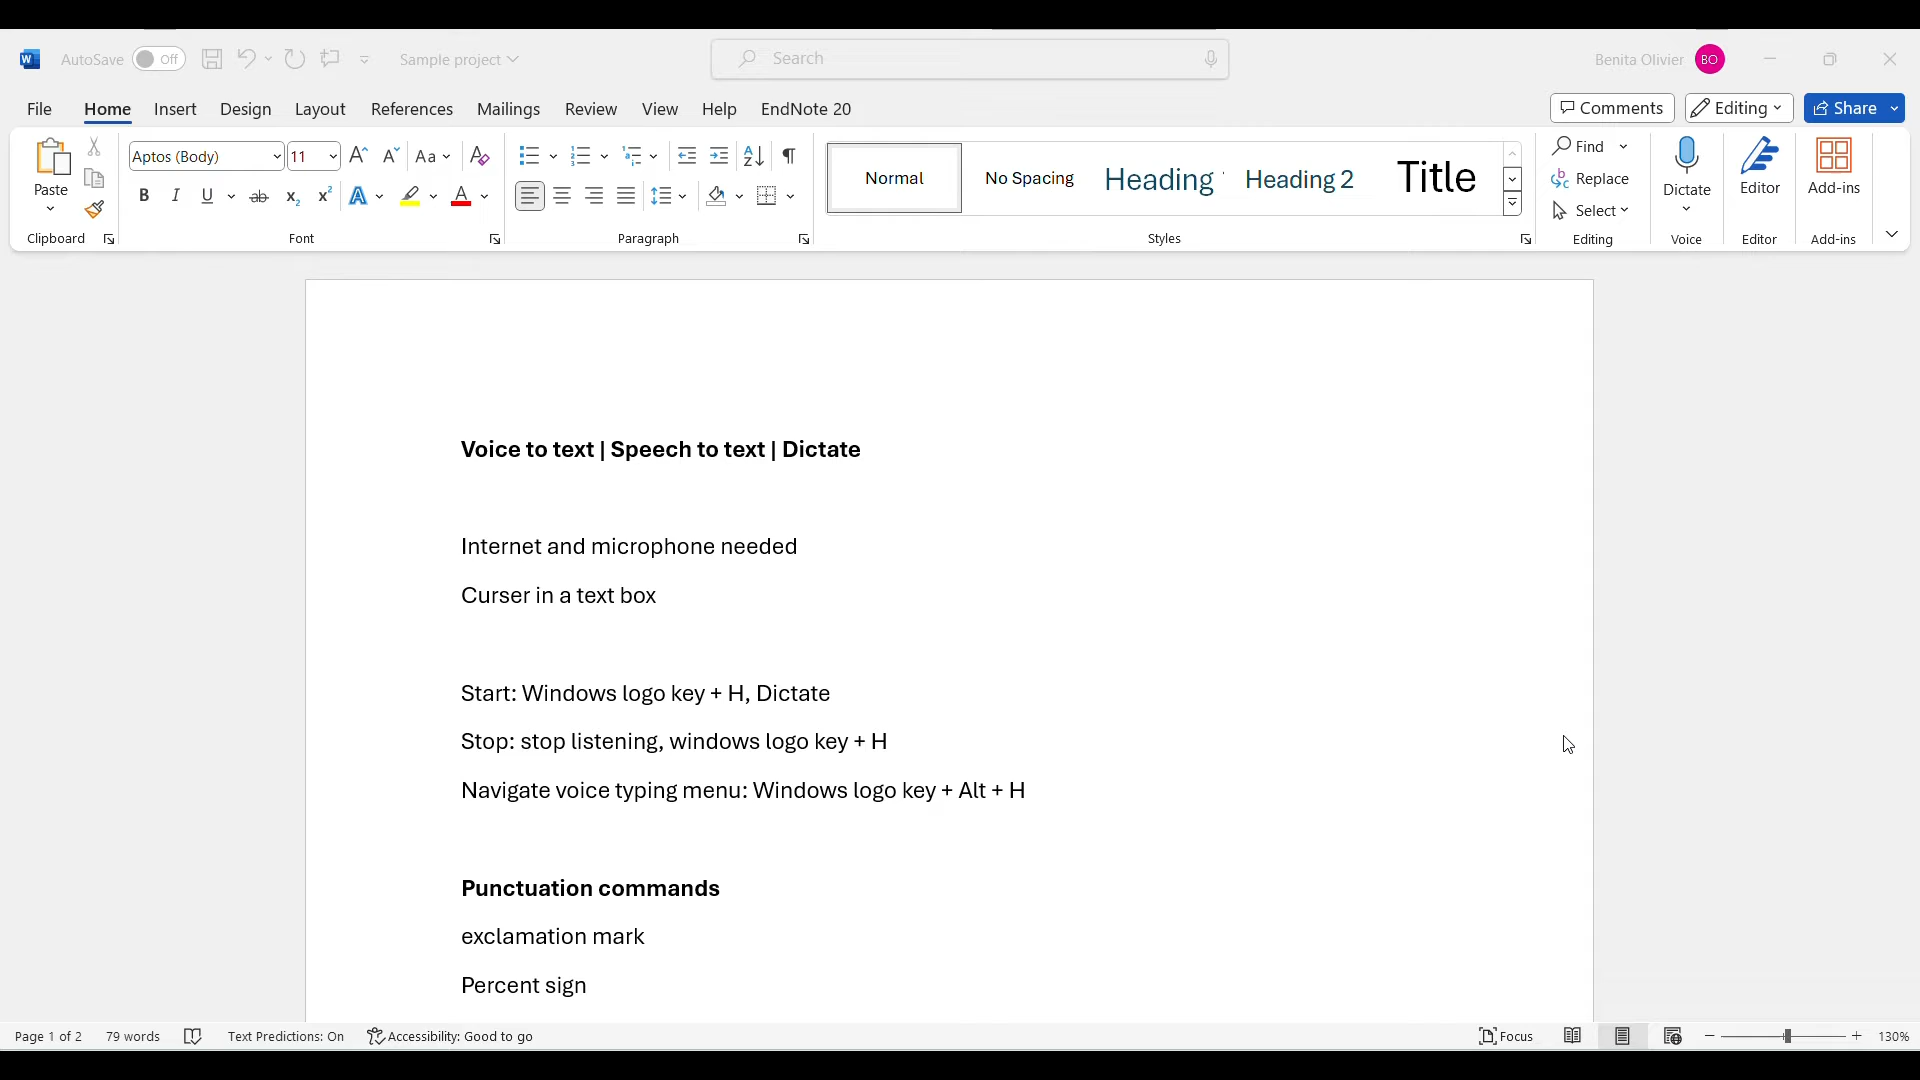 AutoSave Off Sample project Search Benita Olivier BO
File Home Insert Design Layout References Mailings Review View Help EndNote 20 Comments Editing Share
Paste
Clipboard
Aptos (Body) 11
Font
Paragraph
Normal No Spacing Heading Heading 2 Title
Styles
Find
Replace
Select
Editing
Dictate
Voice
Editor
Editor
Add-ins
Add-ins
Voice to text | Speech to text | Dictate
Internet and microphone needed
Curser in a text box
Start: Windows logo key + H, Dictate
Stop: stop listening, windows logo key + H
Navigate voice typing menu: Windows logo key + Alt + H
Punctuation commands
exclamation mark
Percent sign
Page 1 of 2 79 words Text Predictions: On Accessibility: Good to go Focus 130%